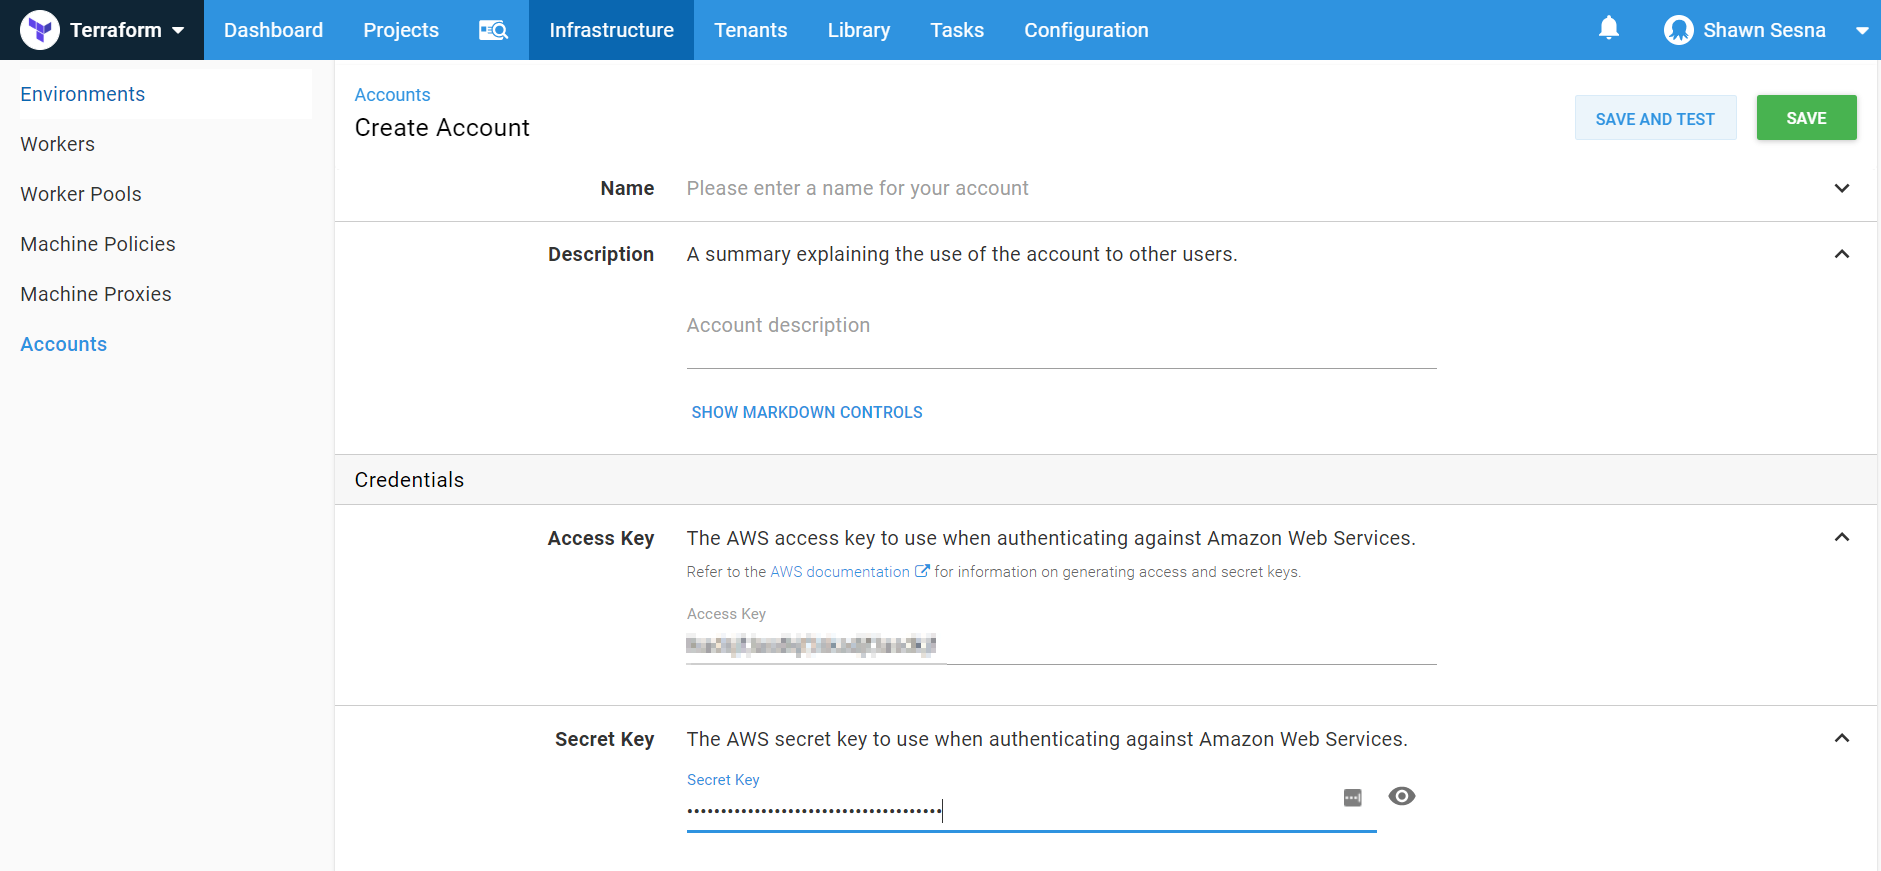 Terraform Dashboard Projects Infrastructure Tenants Library Tasks Configuration Shawn Sesna
Environments
Workers
Worker Pools
Machine Policies
Machine Proxies
Accounts
Accounts
Create Account
SAVE AND TEST SAVE
Name Please enter a name for your account
Description A summary explaining the use of the account to other users.
Account description
SHOW MARKDOWN CONTROLS
Credentials
Access Key The AWS access key to use when authenticating against Amazon Web Services.
Refer to the AWS documentation for information on generating access and secret keys.
Access Key
Secret Key The AWS secret key to use when authenticating against Amazon Web Services.
Secret Key